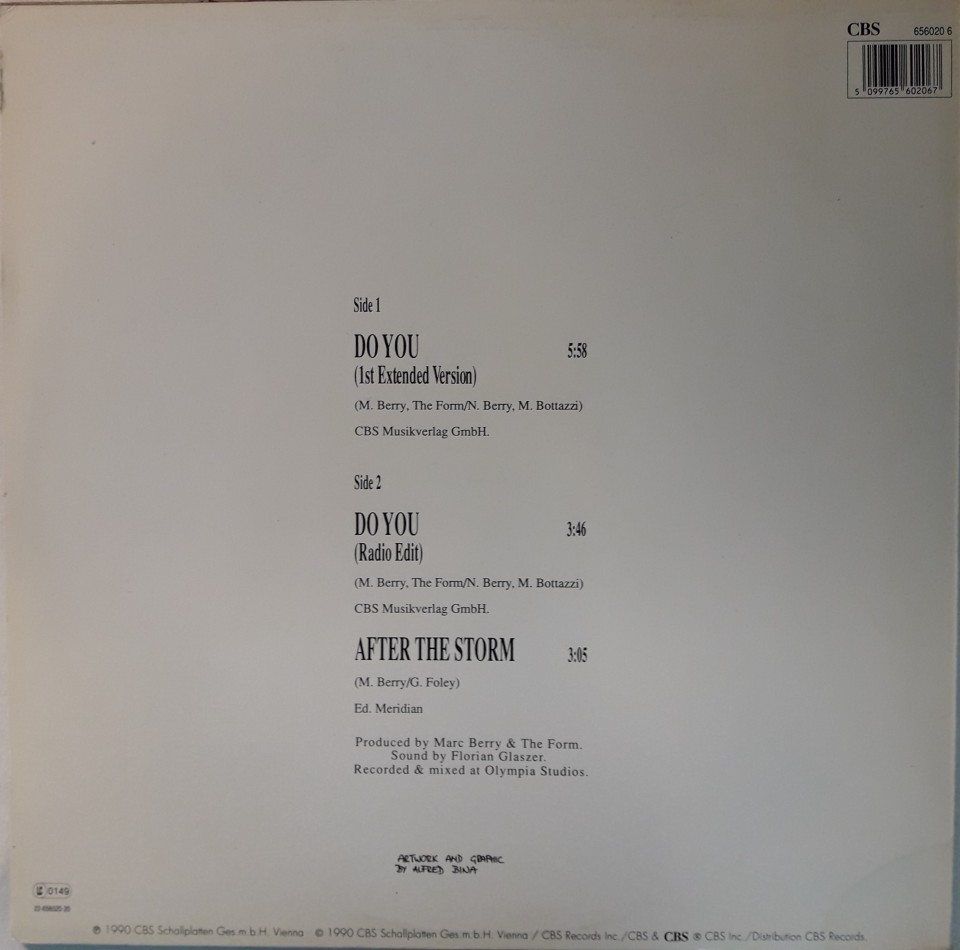 CBS 656020 6
5 099765 602067
Side 1
DO YOU 5:58
(1st Extended Version)
(M. Berry, The Form/N. Berry, M. Bottazzi)
CBS Musikverlag GmbH.
Side 2
DO YOU 3:46
(Radio Edit)
(M. Berry, The Form/N. Berry, M. Bottazzi)
CBS Musikverlag GmbH.
AFTER THE STORM 3:05
(M. Berry/G. Foley)
Ed. Meridian
Produced by Marc Berry & The Form.
Sound by Florian Glaszer.
Recorded & mixed at Olympia Studios.
ARTWORK AND GRAPHIC
BY ALFRED BINA
0149
℗ 1990 CBS Schallplatten Ges.m.b.H. Vienna © 1990 CBS Schallplatten Ges.m.b.H. Vienna / CBS Records Inc./CBS & CBS ® CBS Inc./Distribution CBS Records.